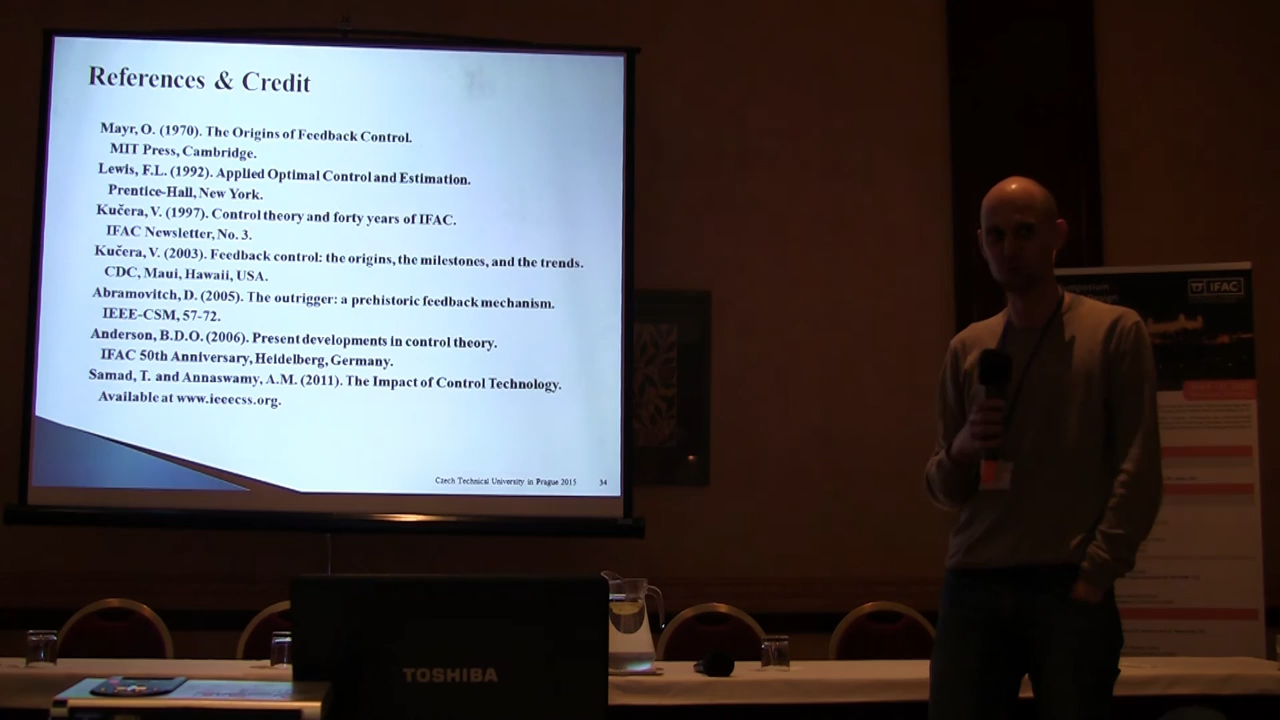 References & Credit
Mayr, O. (1970). The Origins of Feedback Control.
MIT Press, Cambridge.
Lewis, F.L. (1992). Applied Optimal Control and Estimation.
Prentice-Hall, New York.
Kučera, V. (1997). Control theory and forty years of IFAC.
IFAC Newsletter, No. 3.
Kučera, V. (2003). Feedback control: the origins, the milestones, and the trends.
CDC, Maui, Hawaii, USA.
Abramovitch, D. (2005). The outrigger: a prehistoric feedback mechanism.
IEEE-CSM, 57-72.
Anderson, B.D.O. (2006). Present developments in control theory.
IFAC 50th Anniversary, Heidelberg, Germany.
Samad, T. and Annaswamy, A.M. (2011). The Impact of Control Technology.
Available at www.ieeecss.org.
Czech Technical University in Prague 2015 34
IFAC
TOSHIBA